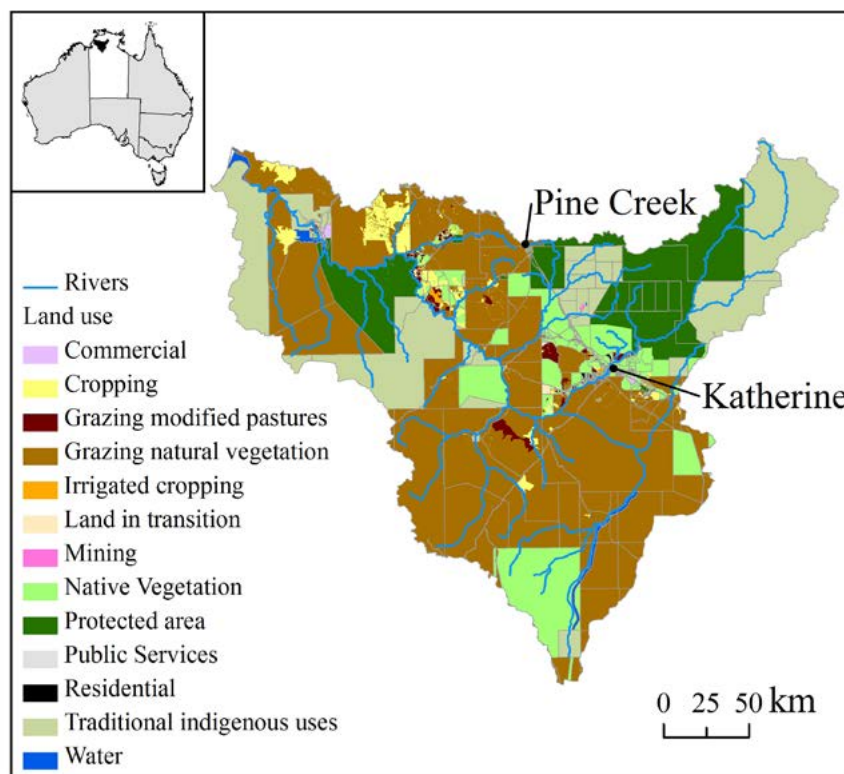 Pine Creek
Katherine
Rivers
Land use
Commercial
Cropping
Grazing modified pastures
Grazing natural vegetation
Irrigated cropping
Land in transition
Mining
Native Vegetation
Protected area
Public Services
Residential
Traditional indigenous uses
Water
0 25 50 km